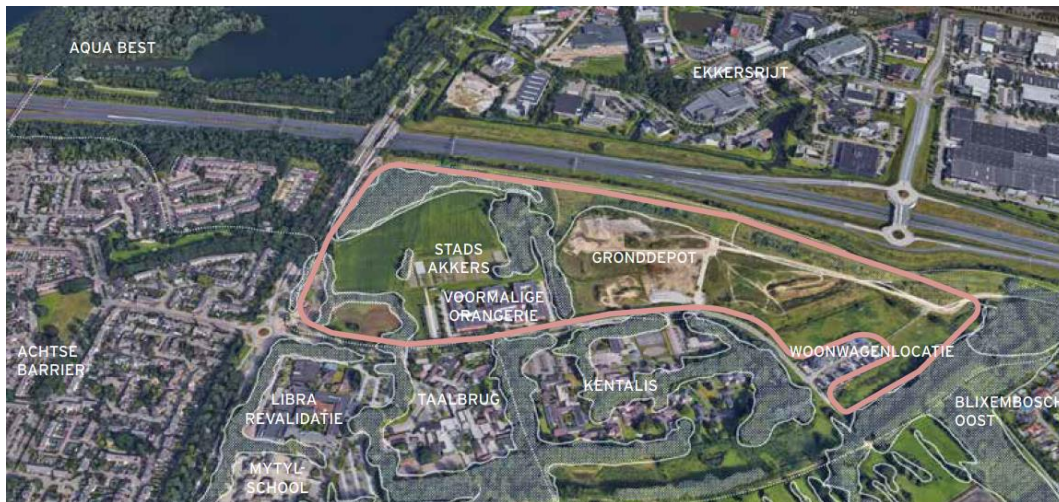 AQUA BEST
EKKERSRIJT
STADS
AKKERS
GRONDDEPOT
VOORMALIGE
ORANGERIE
ACHTSE
BARRIER
WOONWAGENLOCATIE
LIBRA
REVALIDATIE
TAALBRUG
KENTALIS
BLIXEMBOSCH
OOST
MYTYL-
SCHOOL